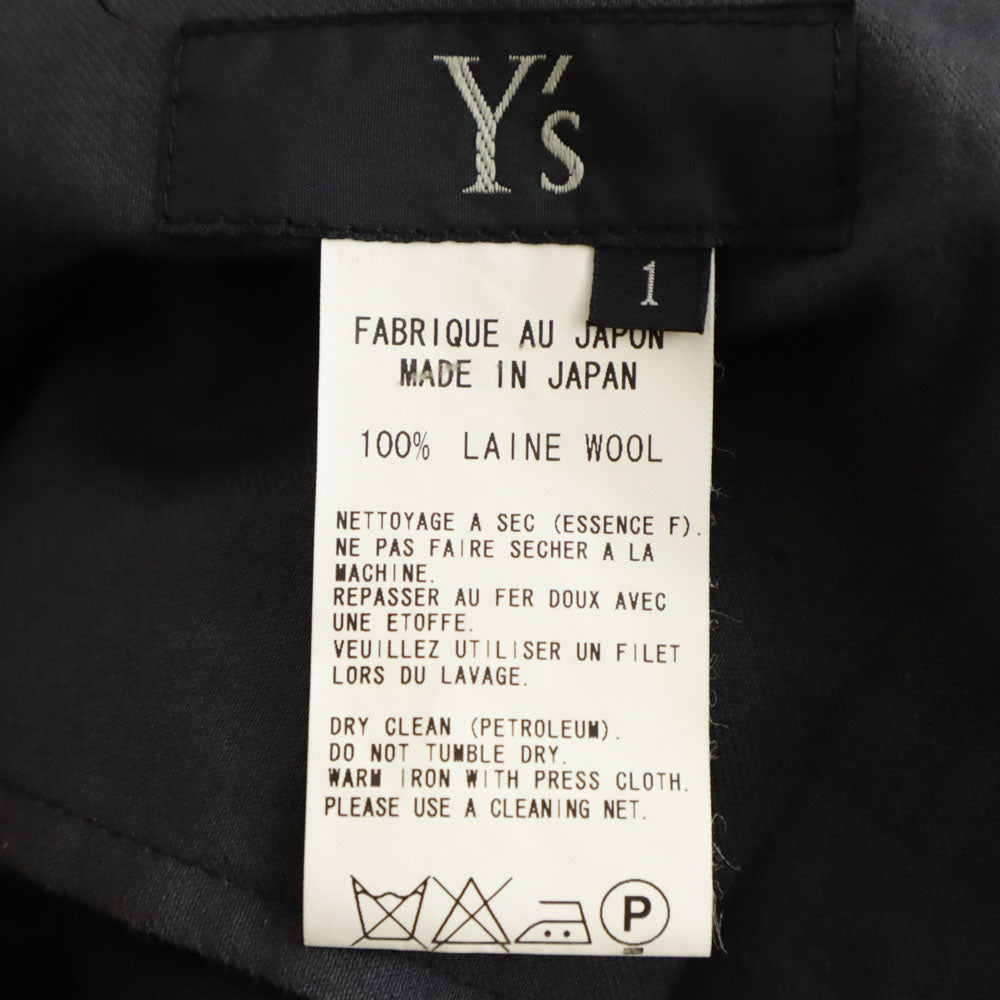 Y's
1
FABRIQUE AU JAPON
MADE IN JAPAN
100% LAINE WOOL
NETTOYAGE A SEC (ESSENCE F).
NE PAS FAIRE SECHER A LA
MACHINE.
REPASSER AU FER DOUX AVEC
UNE ETOFFE.
VEUILLEZ UTILISER UN FILET
LORS DU LAVAGE.
DRY CLEAN (PETROLEUM).
DO NOT TUMBLE DRY.
WARM IRON WITH PRESS CLOTH.
PLEASE USE A CLEANING NET.
P